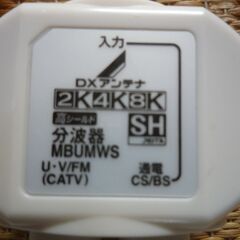 入力
DXアンテナ
2K4K8K
高シールド SH
分波器
MBUMWS
U・V/FM 通電
(CATV) CS/BS